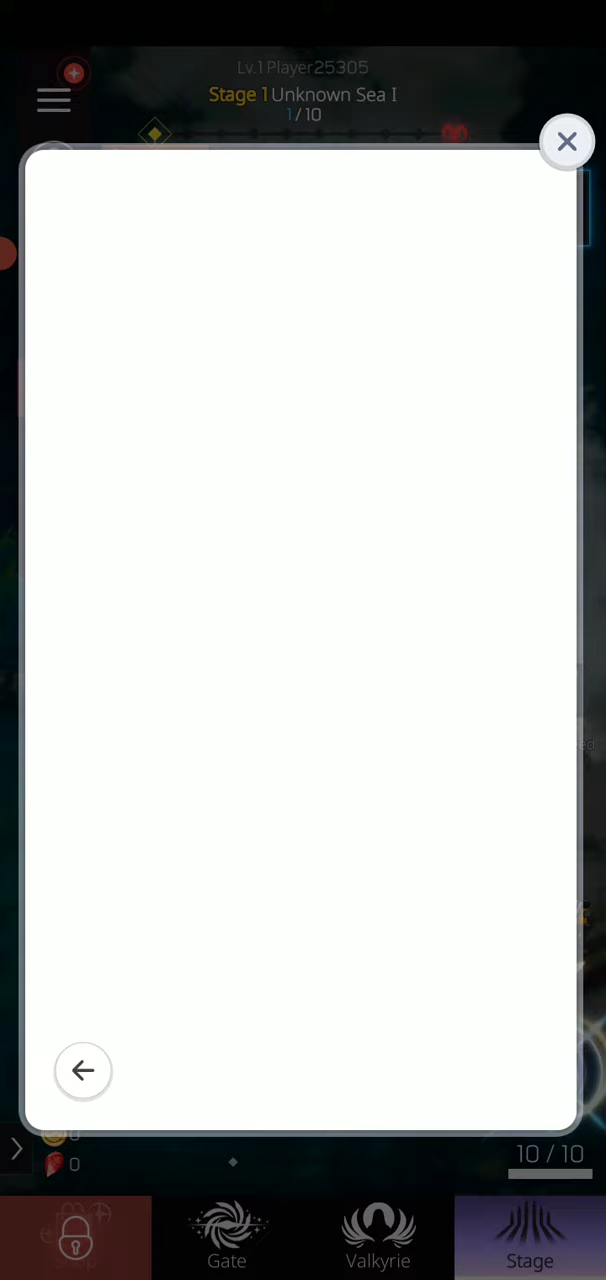 Lv.1 Player25305
Stage 1 Unknown Sea I
1/10
0
0
10 / 10
Gate
Valkyrie
Stage